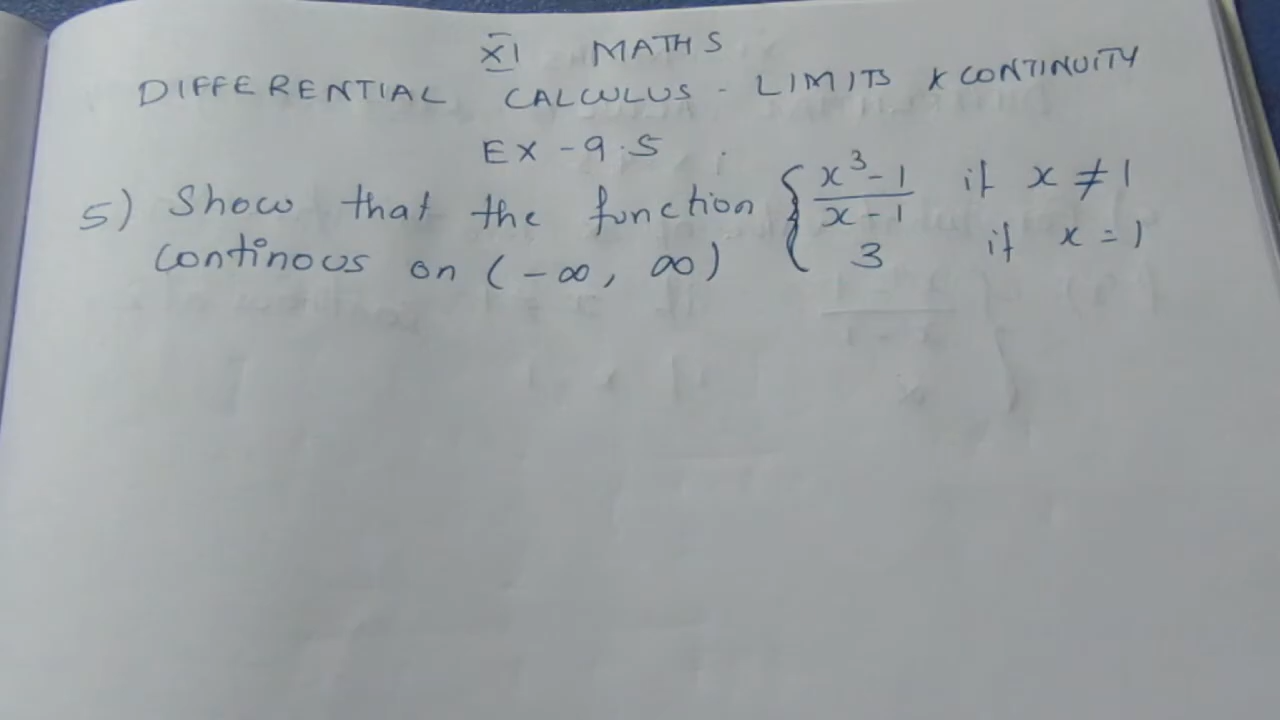 XI MATHS
DIFFERENTIAL CALCULUS - LIMITS & CONTINUITY
EX - 9.5
5) Show that the function { x³-1 / x-1 if x ≠ 1
continous on (-∞, ∞) 3 if x = 1